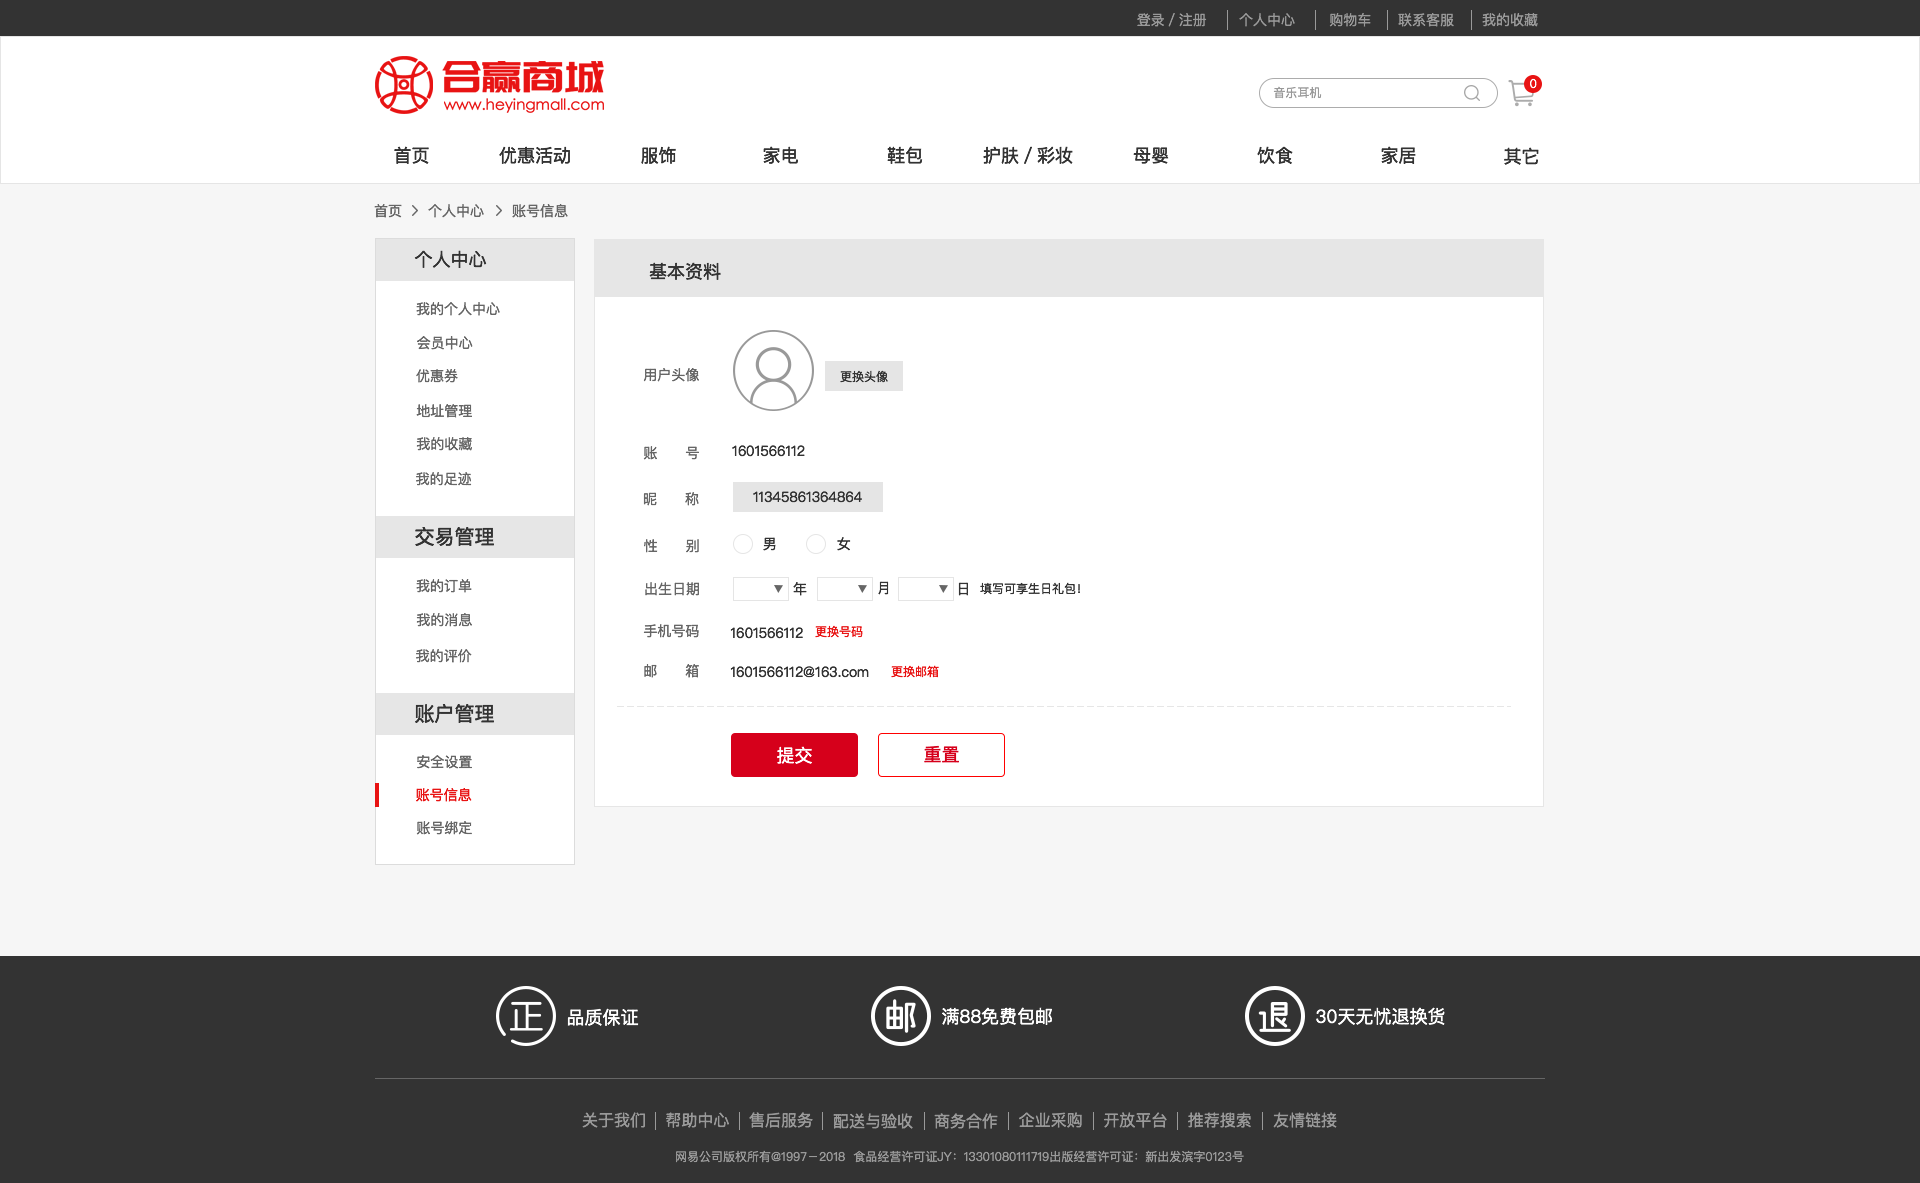 登录 / 注册 个人中心 购物车 联系客服 我的收藏
合赢商城
www.heyingmall.com
音乐耳机
0
首页 优惠活动 服饰 家电 鞋包 护肤 / 彩妆 母婴 饮食 家居 其它
首页 > 个人中心 > 账号信息
个人中心
我的个人中心
会员中心
优惠券
地址管理
我的收藏
我的足迹
交易管理
我的订单
我的消息
我的评价
账户管理
安全设置
账号信息
账号绑定
基本资料
用户头像 更换头像
账 号 1601566112
昵 称 11345861364864
性 别 男 女
出生日期 年 月 日 填写可享生日礼包!
手机号码 1601566112 更换号码
邮 箱 1601566112@163.com 更换邮箱
提交 重置
正 品质保证 邮 满88免费包邮 退 30天无忧退换货
关于我们 帮助中心 售后服务 配送与验收 商务合作 企业采购 开放平台 推荐搜索 友情链接
网易公司版权所有@1997－2018 食品经营许可证JY：13301080111719出版经营许可证：新出发滨字0123号